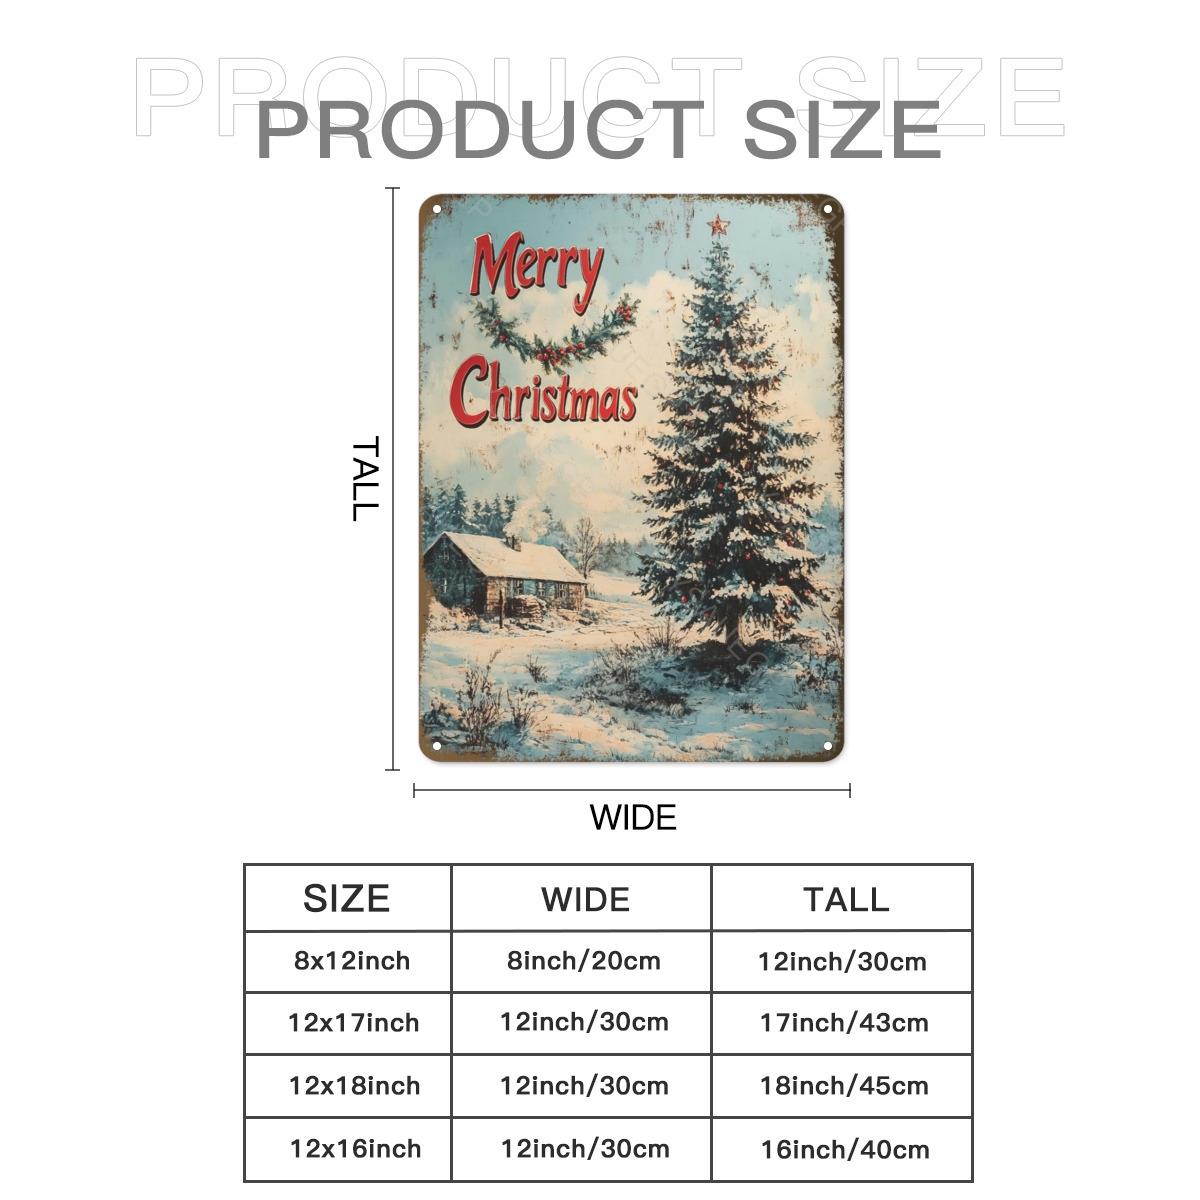 PRODUCT SIZE
PRODUCT SIZE
Merry
Christmas
TALL
WIDE
SIZE WIDE TALL
8x12inch 8inch/20cm 12inch/30cm
12x17inch 12inch/30cm 17inch/43cm
12x18inch 12inch/30cm 18inch/45cm
12x16inch 12inch/30cm 16inch/40cm